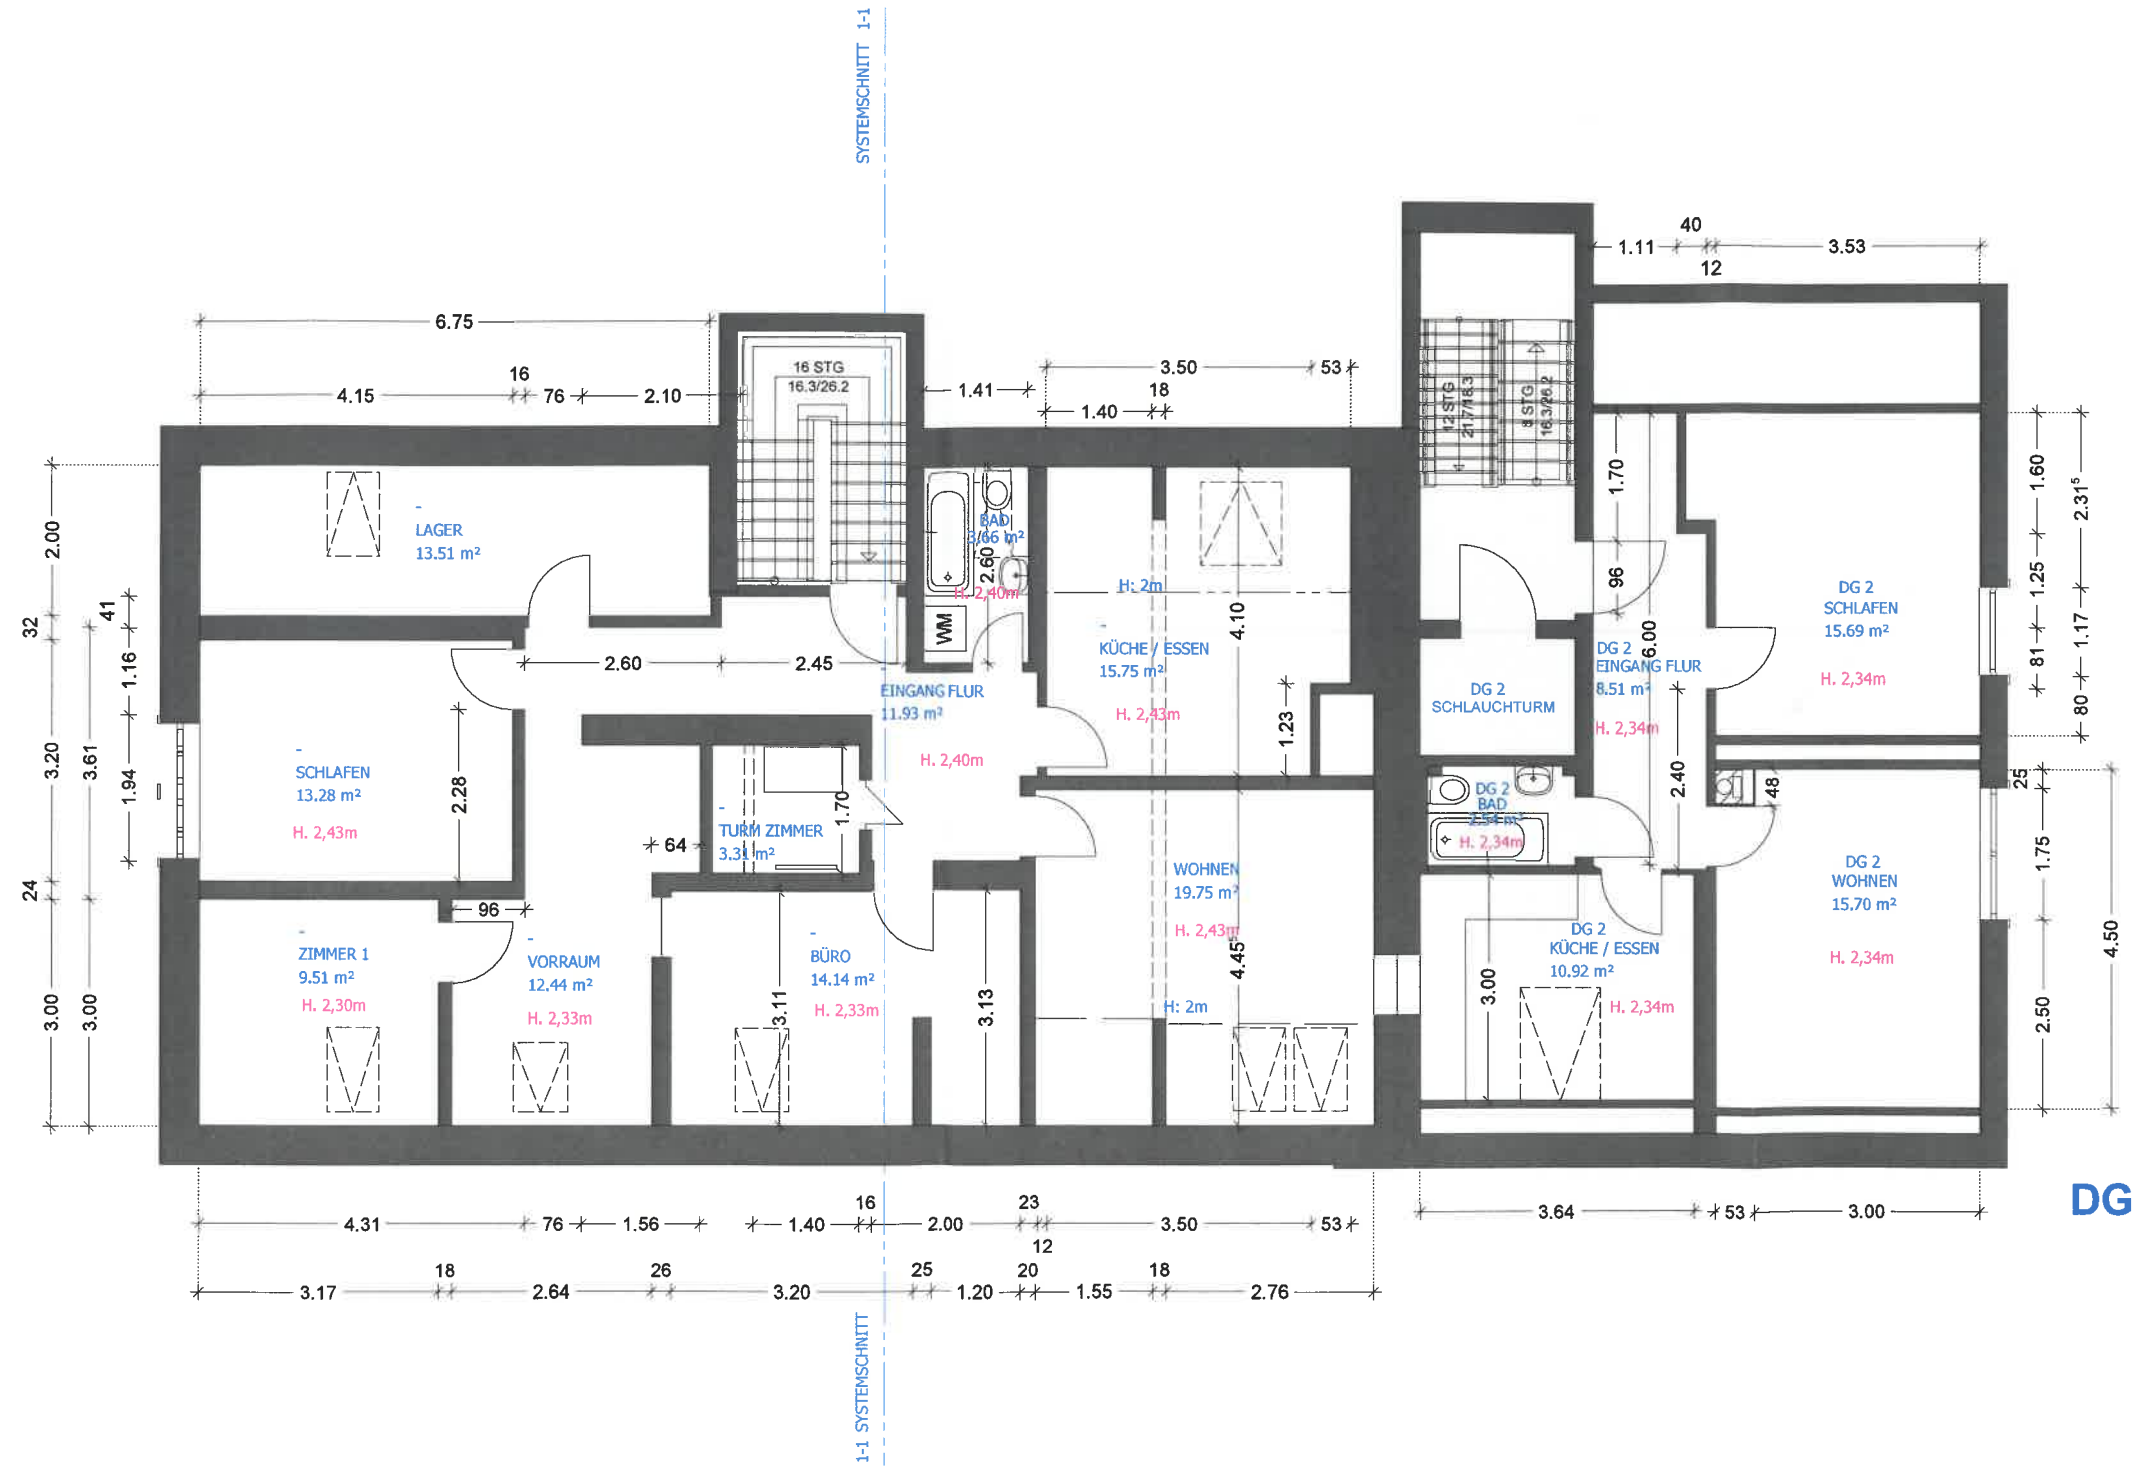 SYSTEMSCHNITT 1-1
40
1.11
3.53
12
6.75
16
4.15
76
2.10
16 STG
16.3/26.2
1.41
3.50
53
18
1.40
12 STG
21.7/18.3
8 STG
16.3/26.2
2.00
32
41
1.16
3.20
3.61
1.94
24
3.00
3.00
-
LAGER
13.51 m²
2.60
2.45
BAD
3.66 m²
2.60
H. 2,40m
WM
EINGANG FLUR
11.93 m²
H. 2,40m
H: 2m
4.10
-
KÜCHE / ESSEN
15.75 m²
H. 2,43m
1.23
-
SCHLAFEN
13.28 m²
H. 2,43m
2.28
64
-
TURM ZIMMER
3.31 m²
1.70
96
-
ZIMMER 1
9.51 m²
H. 2,30m
-
VORRAUM
12.44 m²
H. 2,33m
-
BÜRO
14.14 m²
H. 2,33m
3.11
3.13
WOHNEN
19.75 m²
H. 2,43m
4.45⁵
H: 2m
1.70
96
6.00
DG 2
EINGANG FLUR
8.51 m²
H. 2,34m
2.40
DG 2
SCHLAUCHTURM
DG 2
SCHLAFEN
15.69 m²
H. 2,34m
DG 2
BAD
2.54 m²
H. 2,34m
48
DG 2
WOHNEN
15.70 m²
H. 2,34m
DG 2
KÜCHE / ESSEN
10.92 m²
H. 2,34m
3.00
1.60
2.31⁵
1.25
1.17
81
80
25
1.75
4.50
2.50
DG
16
23
4.31
76
1.56
1.40
2.00
3.50
53
3.64
53
3.00
12
18
26
25
20
18
3.17
2.64
3.20
1.20
1.55
2.76
1-1 SYSTEMSCHNITT